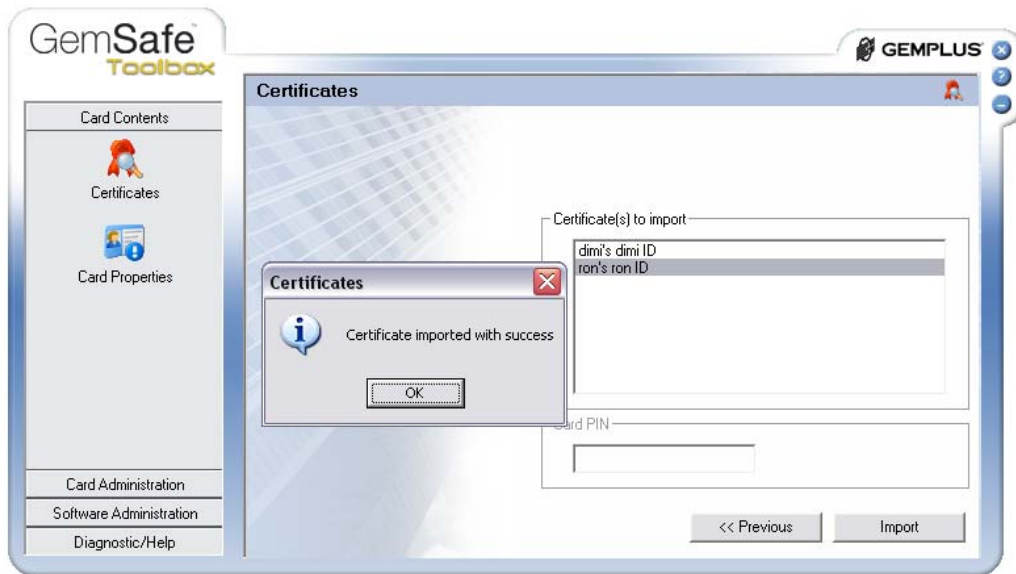 GemSafe
Toolbox
GEMPLUS
Certificates
Card Contents
Certificates
Card Properties
Card Administration
Software Administration
Diagnostic/Help
Certificate(s) to import
dimi's dimi ID
ron's ron ID
Certificates
Certificate imported with success
OK
Card PIN
<< Previous
Import